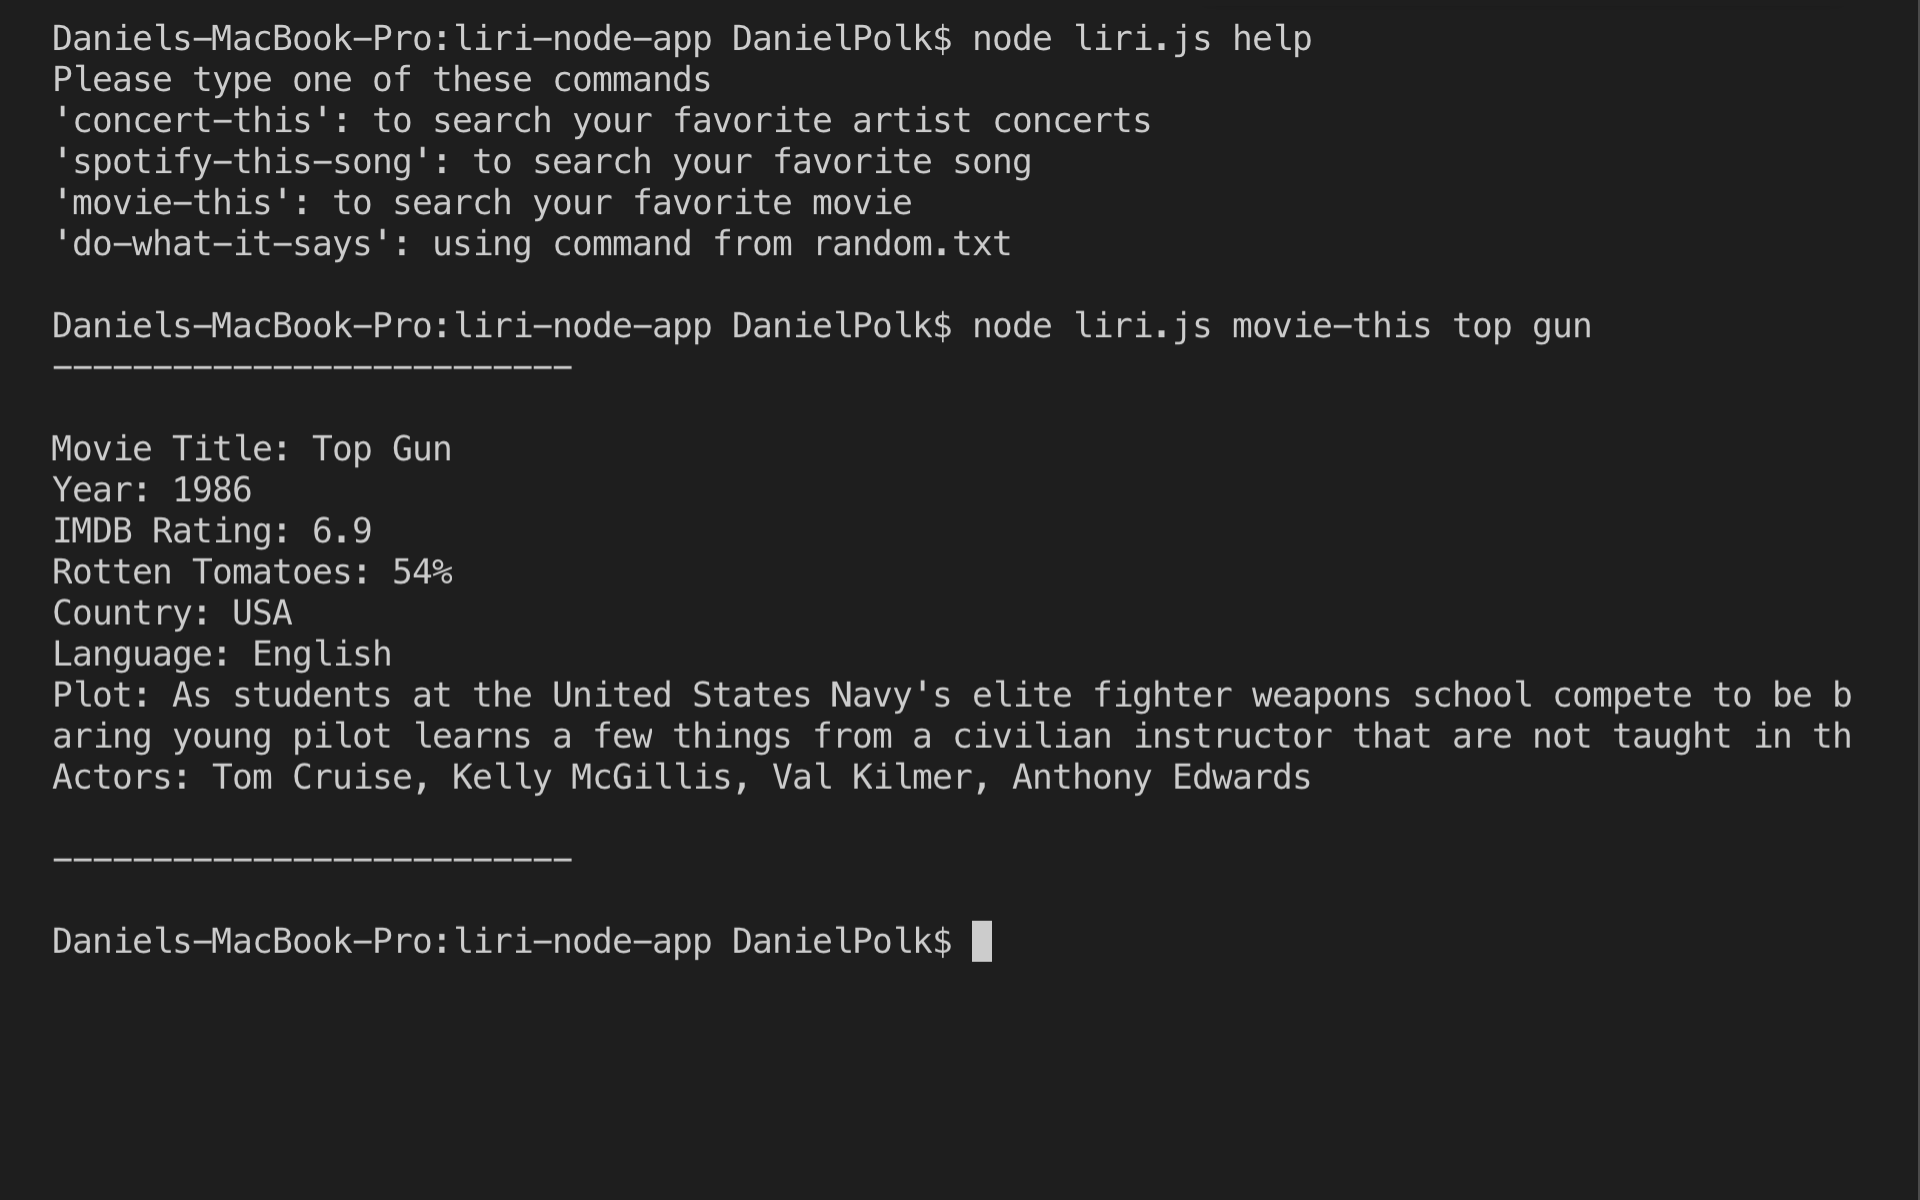 Daniels-MacBook-Pro:liri-node-app DanielPolk$ node liri.js help
Please type one of these commands
'concert-this': to search your favorite artist concerts
'spotify-this-song': to search your favorite song
'movie-this': to search your favorite movie
'do-what-it-says': using command from random.txt
Daniels-MacBook-Pro:liri-node-app DanielPolk$ node liri.js movie-this top gun
--------------------------
Movie Title: Top Gun
Year: 1986
IMDB Rating: 6.9
Rotten Tomatoes: 54%
Country: USA
Language: English
Plot: As students at the United States Navy's elite fighter weapons school compete to be b
aring young pilot learns a few things from a civilian instructor that are not taught in th
Actors: Tom Cruise, Kelly McGillis, Val Kilmer, Anthony Edwards
--------------------------
Daniels-MacBook-Pro:liri-node-app DanielPolk$